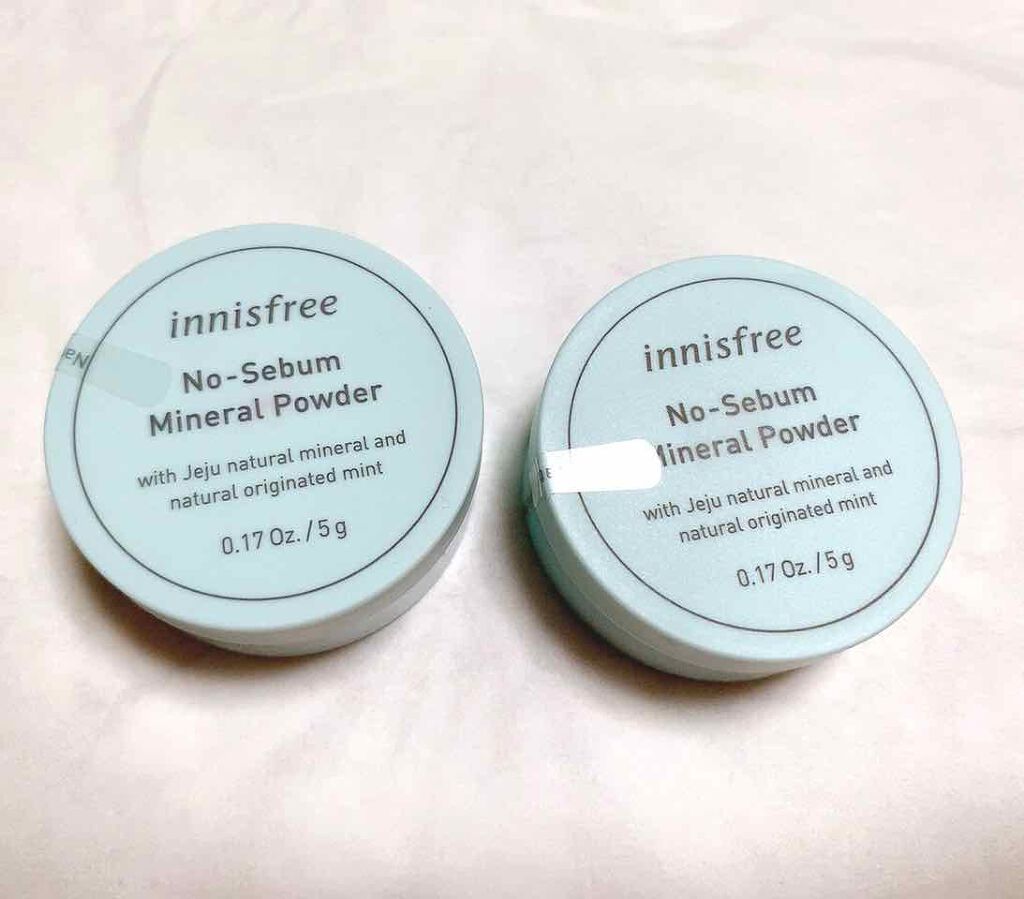 innisfree
No-Sebum
Mineral Powder
with Jeju natural mineral and
natural originated mint
0.17 Oz. / 5 g
innisfree
No-Sebum
Mineral Powder
with Jeju natural mineral and
natural originated mint
0.17 Oz. / 5 g